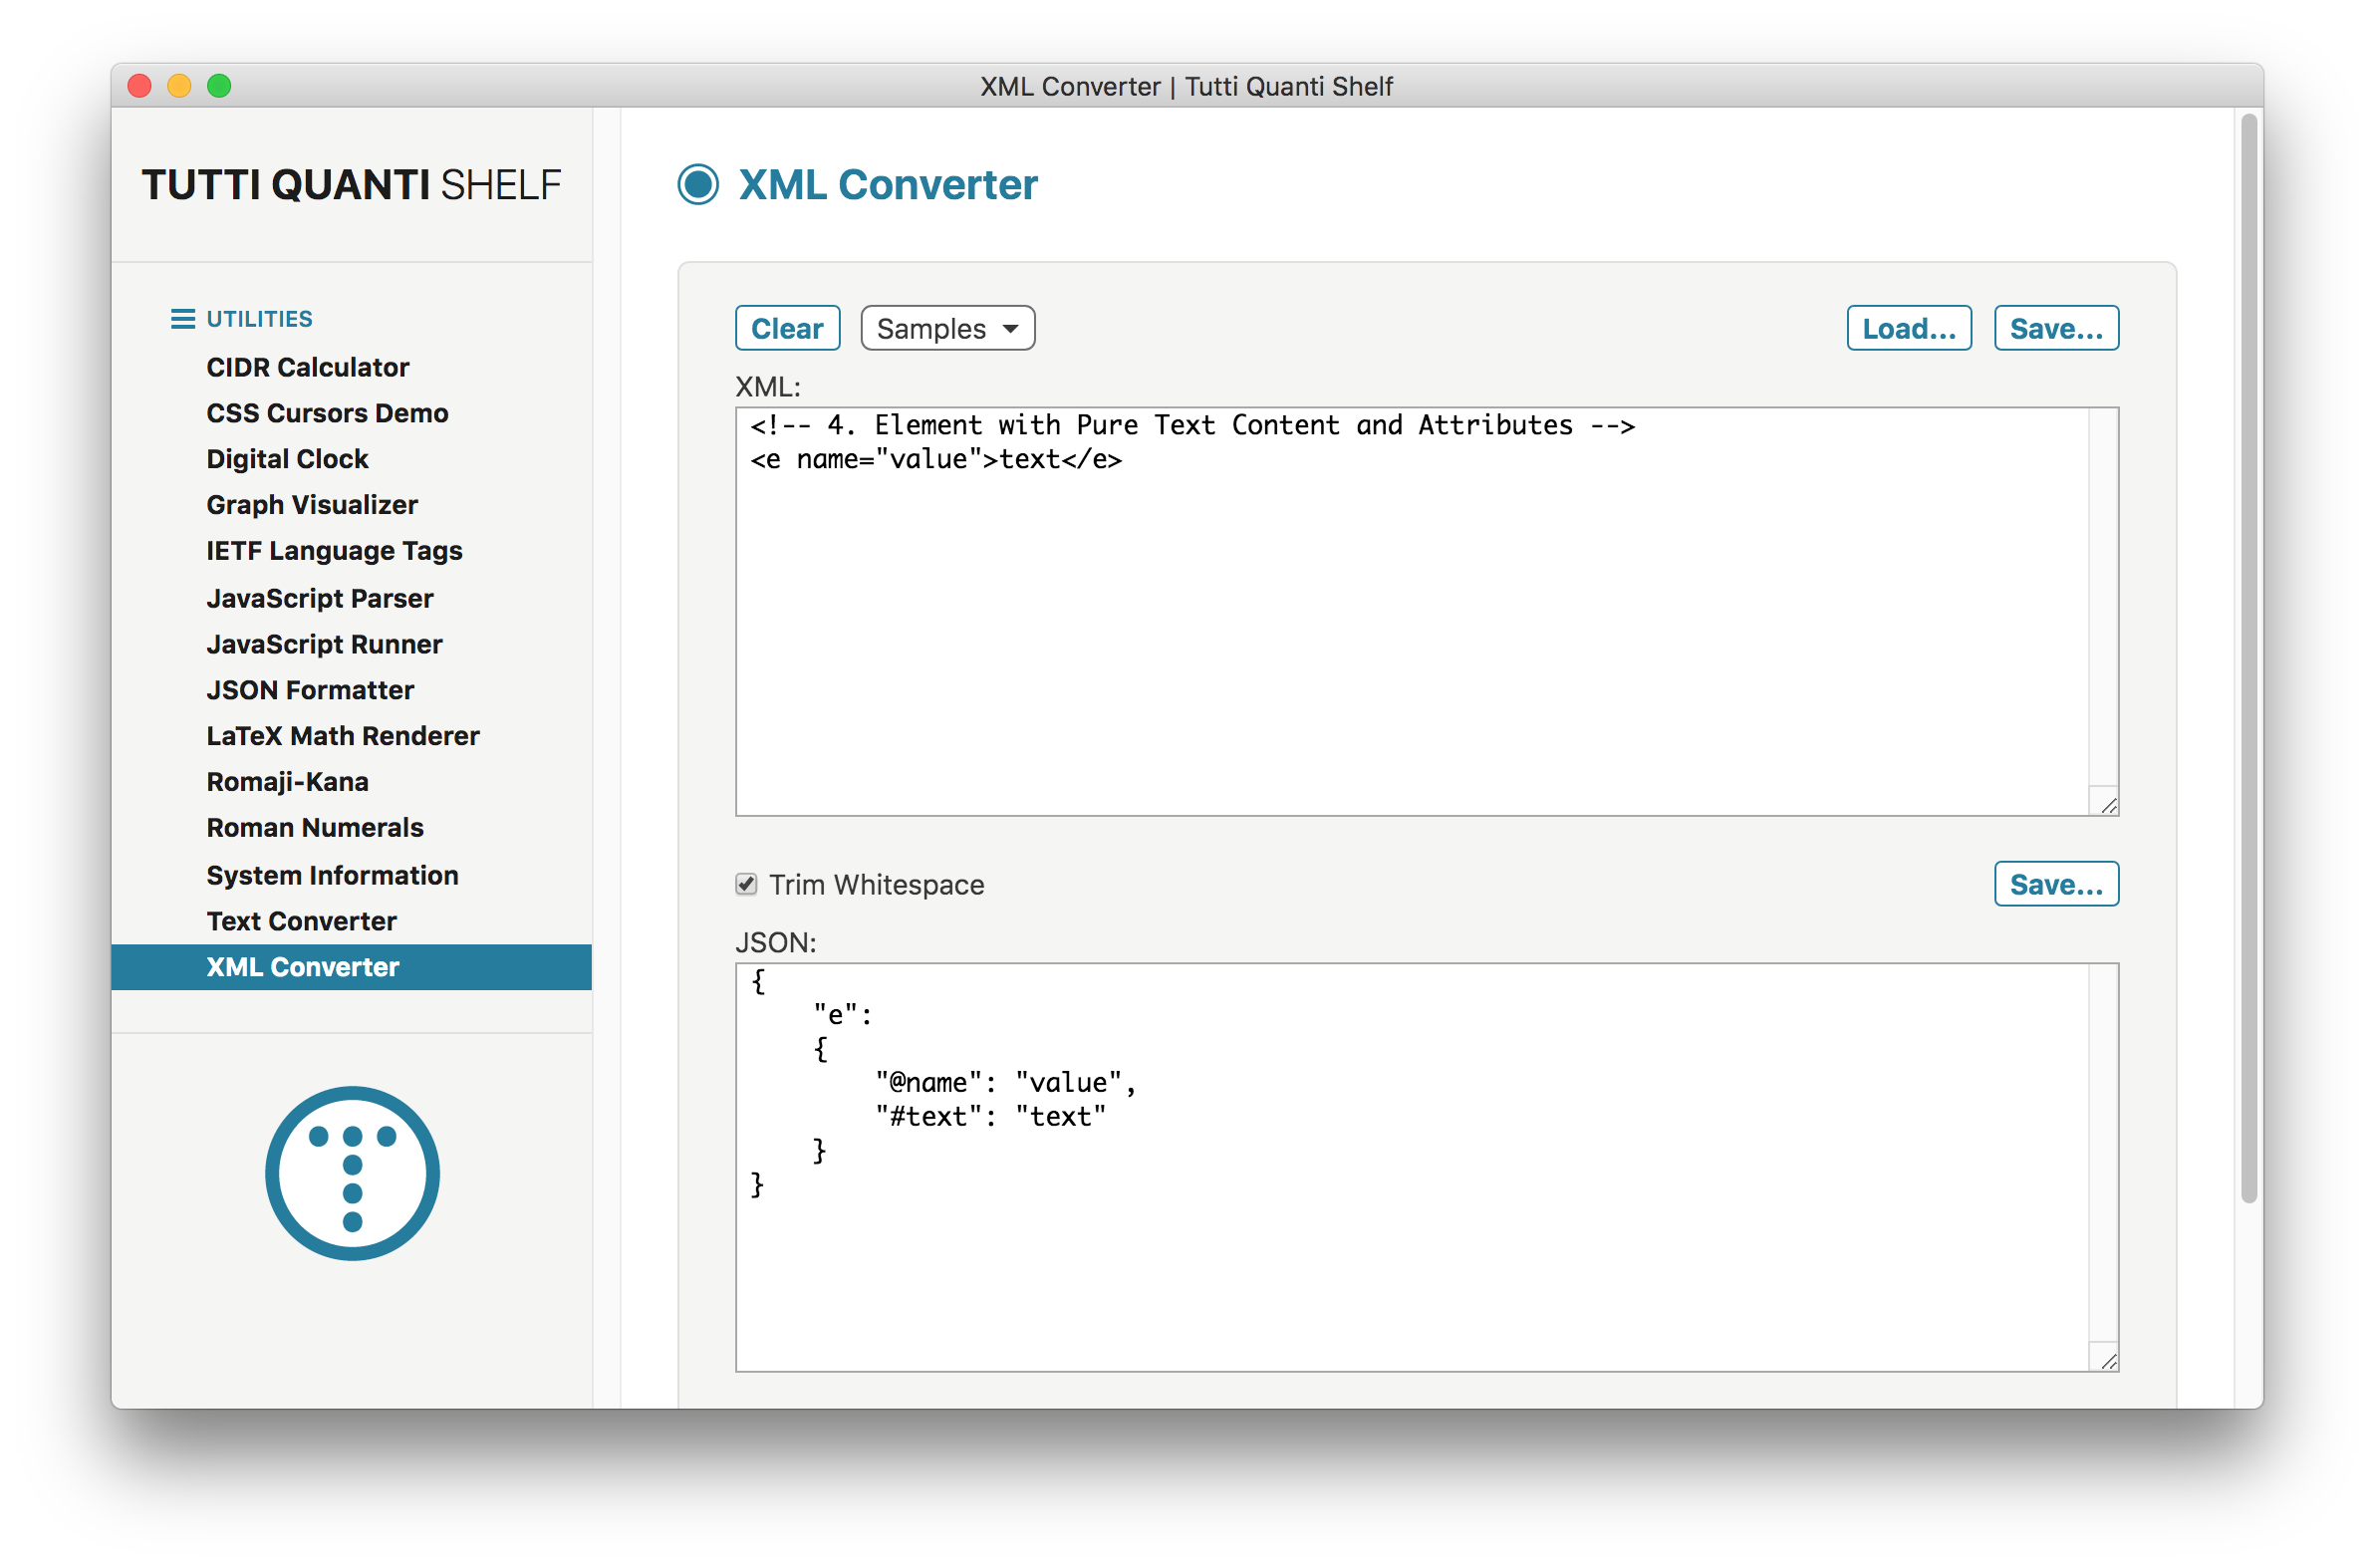 XML Converter | Tutti Quanti Shelf
TUTTI QUANTI SHELF
UTILITIES
CIDR Calculator
CSS Cursors Demo
Digital Clock
Graph Visualizer
IETF Language Tags
JavaScript Parser
JavaScript Runner
JSON Formatter
LaTeX Math Renderer
Romaji-Kana
Roman Numerals
System Information
Text Converter
XML Converter
XML Converter
Clear Samples Load... Save...
XML:
<!-- 4. Element with Pure Text Content and Attributes -->
<e name="value">text</e>
Trim Whitespace Save...
JSON:
{
    "e":
    {
        "@name": "value",
        "#text": "text"
    }
}